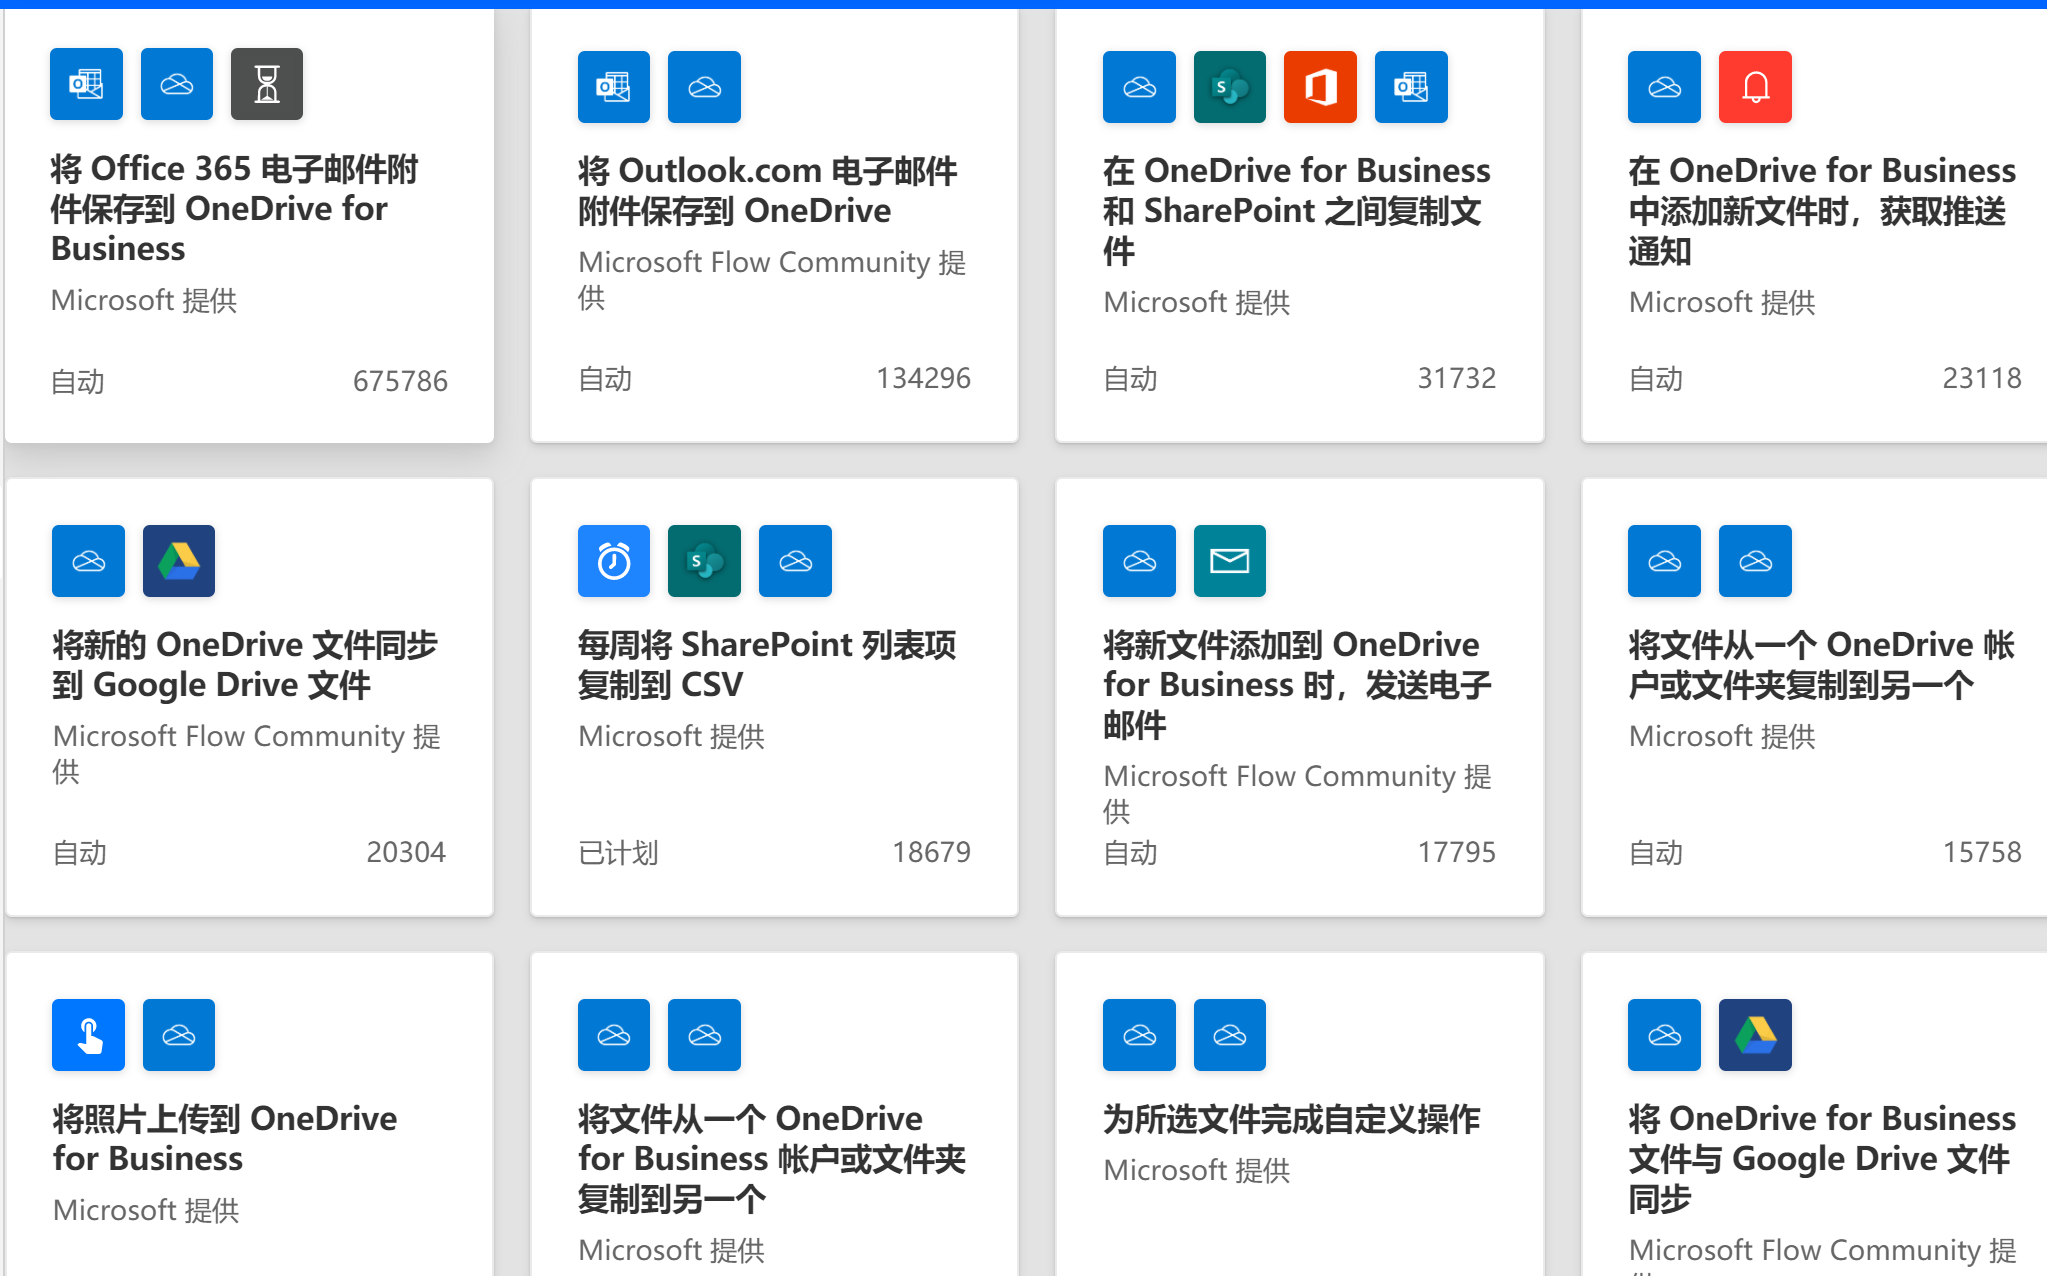 将 Office 365 电子邮件附
件保存到 OneDrive for
Business
Microsoft 提供
自动 675786
将 Outlook.com 电子邮件
附件保存到 OneDrive
Microsoft Flow Community 提
供
自动 134296
在 OneDrive for Business
和 SharePoint 之间复制文
件
Microsoft 提供
自动 31732
在 OneDrive for Business
中添加新文件时，获取推送
通知
Microsoft 提供
自动 23118
将新的 OneDrive 文件同步
到 Google Drive 文件
Microsoft Flow Community 提
供
自动 20304
每周将 SharePoint 列表项
复制到 CSV
Microsoft 提供
已计划 18679
将新文件添加到 OneDrive
for Business 时，发送电子
邮件
Microsoft Flow Community 提
供
自动 17795
将文件从一个 OneDrive 帐
户或文件夹复制到另一个
Microsoft 提供
自动 15758
将照片上传到 OneDrive
for Business
Microsoft 提供
将文件从一个 OneDrive
for Business 帐户或文件夹
复制到另一个
Microsoft 提供
为所选文件完成自定义操作
Microsoft 提供
将 OneDrive for Business
文件与 Google Drive 文件
同步
Microsoft Flow Community 提